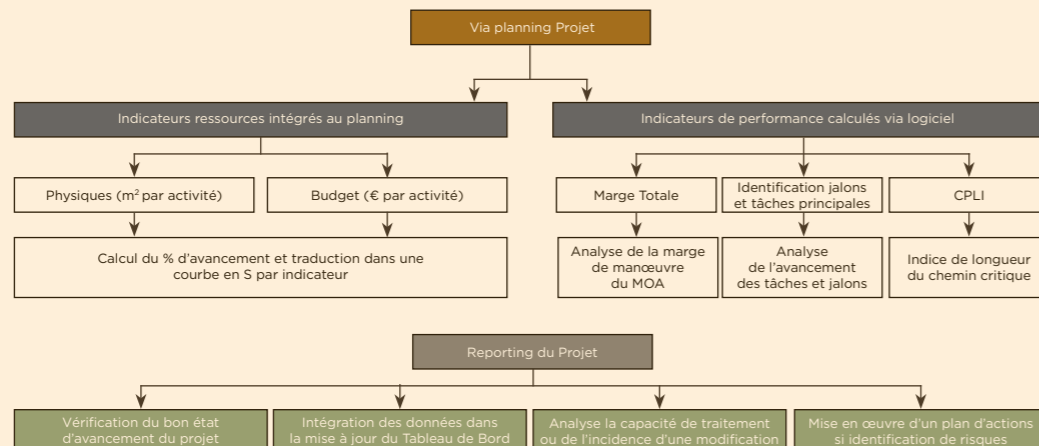 Via planning Projet
Indicateurs ressources intégrés au planning
Indicateurs de performance calculés via logiciel
Physiques (m² par activité)
Budget (€ par activité)
Marge Totale
Identification jalons
et tâches principales
CPLI
Calcul du % d'avancement et traduction dans une
courbe en S par indicateur
Analyse de la marge
de manœuvre
du MOA
Analyse
de l'avancement
des tâches et jalons
Indice de longueur
du chemin critique
Reporting du Projet
Vérification du bon état
d'avancement du projet
Intégration des données dans
la mise à jour du Tableau de Bord
Analyse la capacité de traitement
ou de l'incidence d'une modification
Mise en œuvre d'un plan d'actions
si identification de risques